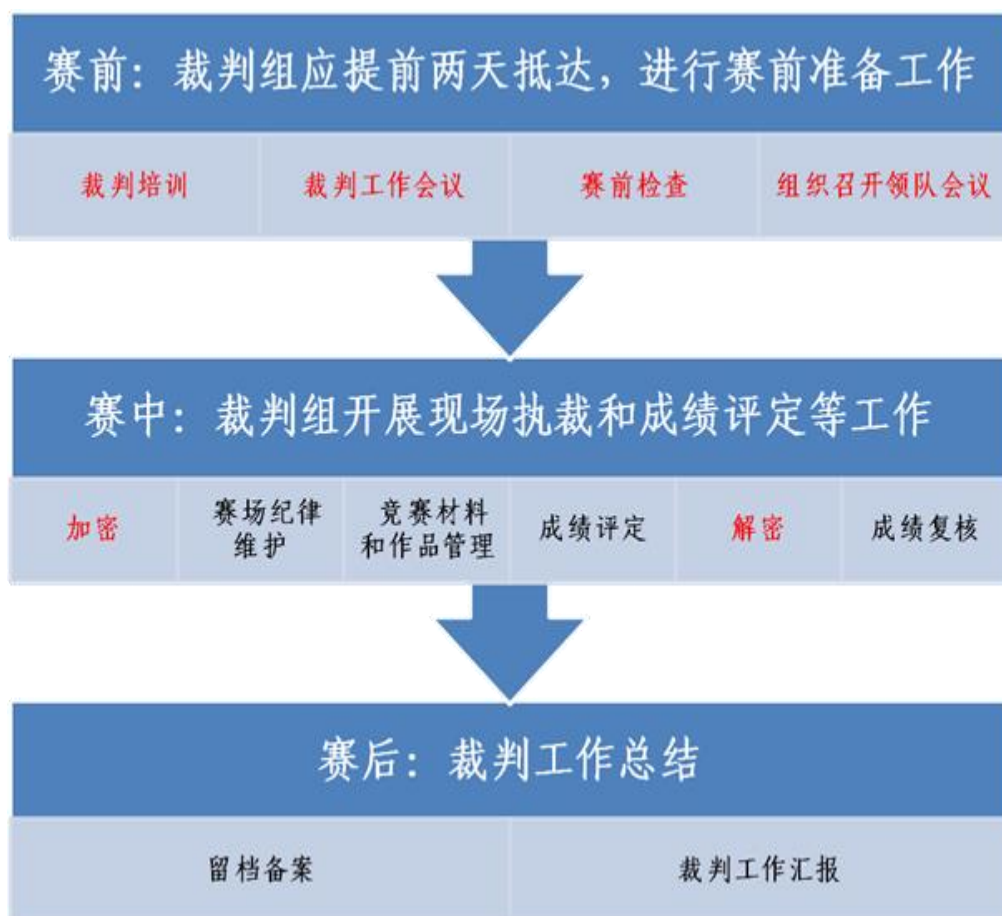 赛前：裁判组应提前两天抵达，进行赛前准备工作
裁判培训
裁判工作会议
赛前检查
组织召开领队会议
赛中：裁判组开展现场执裁和成绩评定等工作
加密
赛场纪律
维护
竞赛材料
和作品管理
成绩评定
解密
成绩复核
赛后：裁判工作总结
留档备案
裁判工作汇报